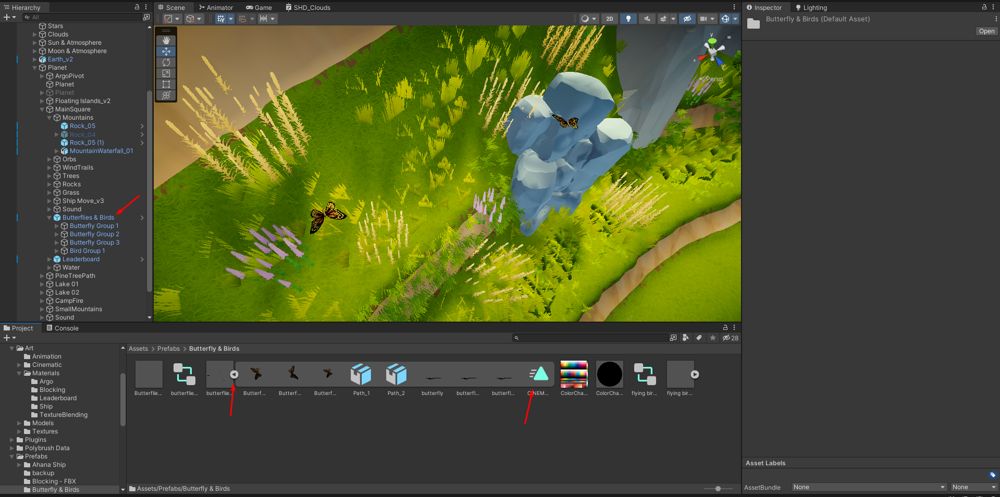 Hierarchy
All
Stars
Clouds
Sun & Atmosphere
Moon & Atmosphere
Earth_v2
Planet
ArgoPivot
Planet
Planet
Floating Islands_v2
MainSquare
Mountains
Rock_05
Rock_04
Rock_05 (1)
MountainWaterfall_01
Orbs
WindTrails
Trees
Rocks
Grass
Ship Move_v3
Sound
Butterflies & Birds
Butterfly Group 1
Butterfly Group 2
Butterfly Group 3
Bird Group 1
Leaderboard
Water
PineTreePath
Lake 01
Lake 02
CampFire
SmallMountains
Sound
Scene Animator Game SHD_Clouds
2D
y
x
z
Persp
Inspector Lighting
Butterfly & Birds (Default Asset)
Open
Project Console
28
Art
Animation
Cinematic
Materials
Argo
Blocking
Leaderboard
Ship
TextureBlending
Models
Textures
Plugins
Polybrush Data
Prefabs
Ahana Ship
backup
Blocking - FBX
Butterfly & Birds
Assets > Prefabs > Butterfly & Birds
Butterflie... butterflie... butterflie... Butterf... Butterf... Butterf... Path_1 Path_2 butterfly butterfl... butterfl... ColorCha... ColorCha... flying bir... flying bir...
Assets/Prefabs/Butterfly & Birds
Asset Labels
AssetBundle None None